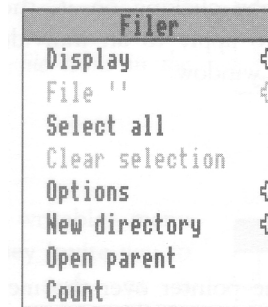 Filer
Display
File ''
Select all
Clear selection
Options
New directory
Open parent
Count